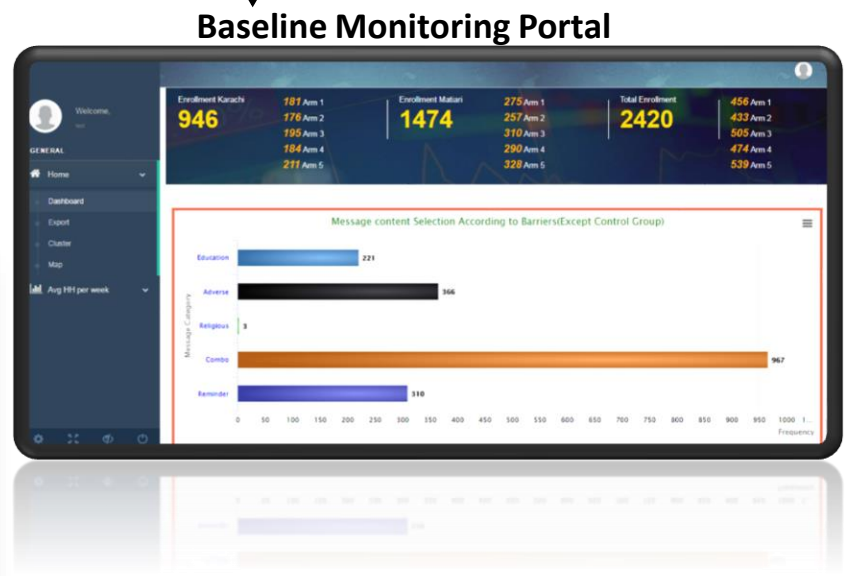 Baseline Monitoring Portal
Welcome,
GENERAL
Home
Dashboard
Export
Cluster
Map
Avg HH per week
Enrollment Karachi
946
181 Arm 1
176 Arm 2
195 Arm 3
184 Arm 4
211 Arm 5
Enrollment Matiari
1474
275 Arm 1
257 Arm 2
310 Arm 3
290 Arm 4
328 Arm 5
Total Enrollment
2420
456 Arm 1
433 Arm 2
505 Arm 3
474 Arm 4
539 Arm 5
Message content Selection According to Barriers(Except Control Group)
Message Category
Education 221
Adverse 366
Religious 3
Combo 967
Reminder 310
0 50 100 150 200 250 300 350 400 450 500 550 600 650 700 750 800 850 900 950 1000 1...
Frequency